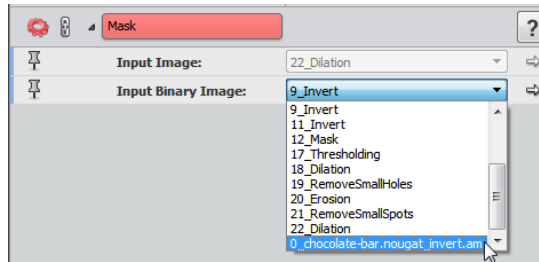 Mask
?
Input Image: 22_Dilation
Input Binary Image: 9_Invert
9_Invert
11_Invert
12_Mask
17_Thresholding
18_Dilation
19_RemoveSmallHoles
20_Erosion
21_RemoveSmallSpots
22_Dilation
0_chocolate-bar.nougat_invert.am